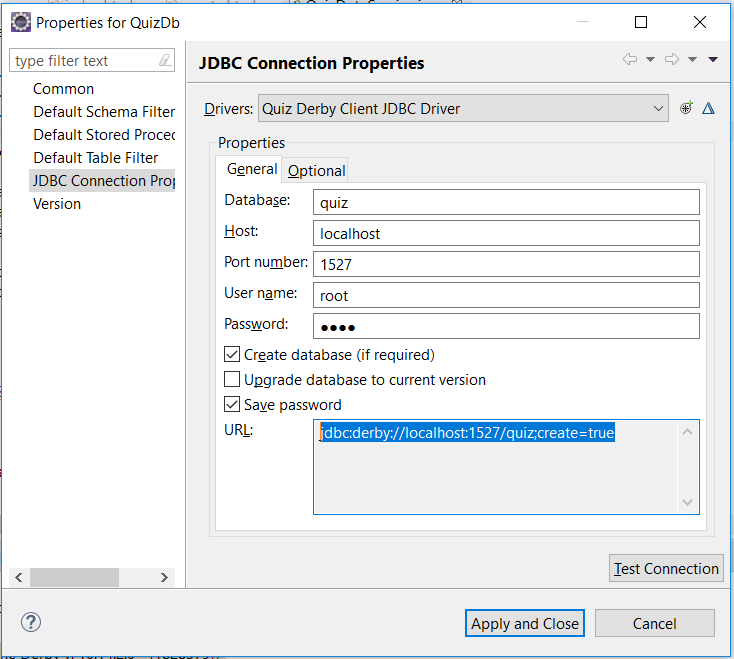 Properties for QuizDb
type filter text
Common
Default Schema Filter
Default Stored Proced
Default Table Filter
JDBC Connection Prop
Version
JDBC Connection Properties
Drivers: Quiz Derby Client JDBC Driver
Properties
General Optional
Database: quiz
Host: localhost
Port number: 1527
User name: root
Password: ●●●●
Create database (if required)
Upgrade database to current version
Save password
URL: jdbc:derby://localhost:1527/quiz;create=true
Test Connection
? Apply and Close Cancel